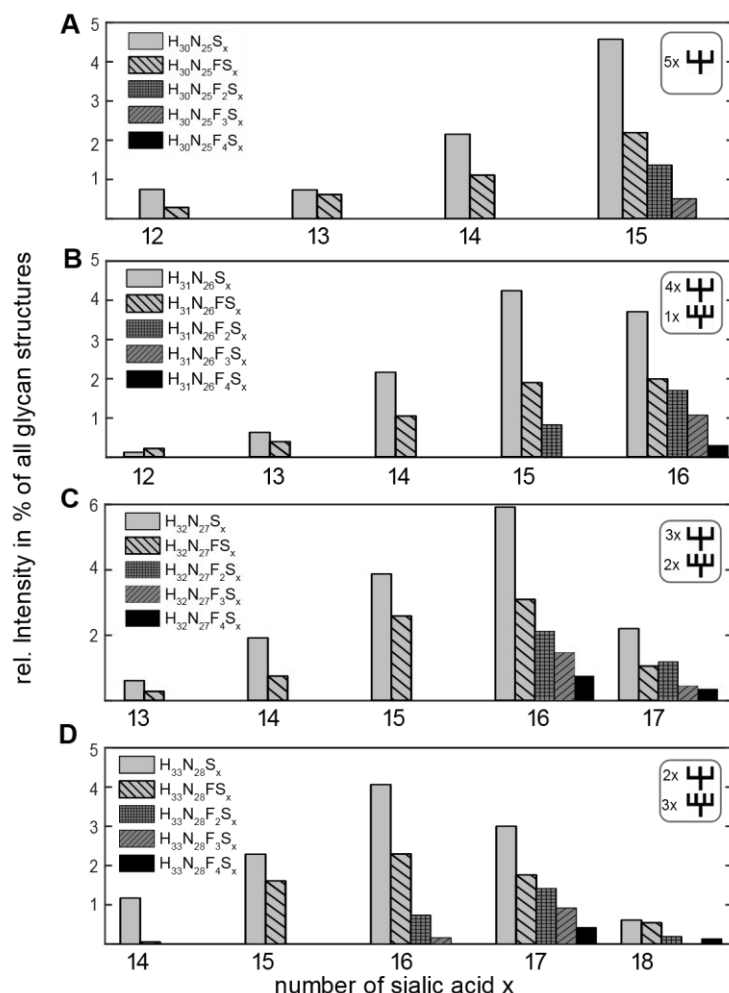 rel. Intensity in % of all glycan structures
A
5
4
3
2
1
H₃₀N₂₅Sₓ
H₃₀N₂₅FSₓ
H₃₀N₂₅F₂Sₓ
H₃₀N₂₅F₃Sₓ
H₃₀N₂₅F₄Sₓ
5x
12 13 14 15
B
5
4
3
2
1
H₃₁N₂₆Sₓ
H₃₁N₂₆FSₓ
H₃₁N₂₆F₂Sₓ
H₃₁N₂₆F₃Sₓ
H₃₁N₂₆F₄Sₓ
4x
1x
12 13 14 15 16
C
6
4
2
H₃₂N₂₇Sₓ
H₃₂N₂₇FSₓ
H₃₂N₂₇F₂Sₓ
H₃₂N₂₇F₃Sₓ
H₃₂N₂₇F₄Sₓ
3x
2x
13 14 15 16 17
D
5
4
3
2
1
H₃₃N₂₈Sₓ
H₃₃N₂₈FSₓ
H₃₃N₂₈F₂Sₓ
H₃₃N₂₈F₃Sₓ
H₃₃N₂₈F₄Sₓ
2x
3x
14 15 16 17 18
number of sialic acid x